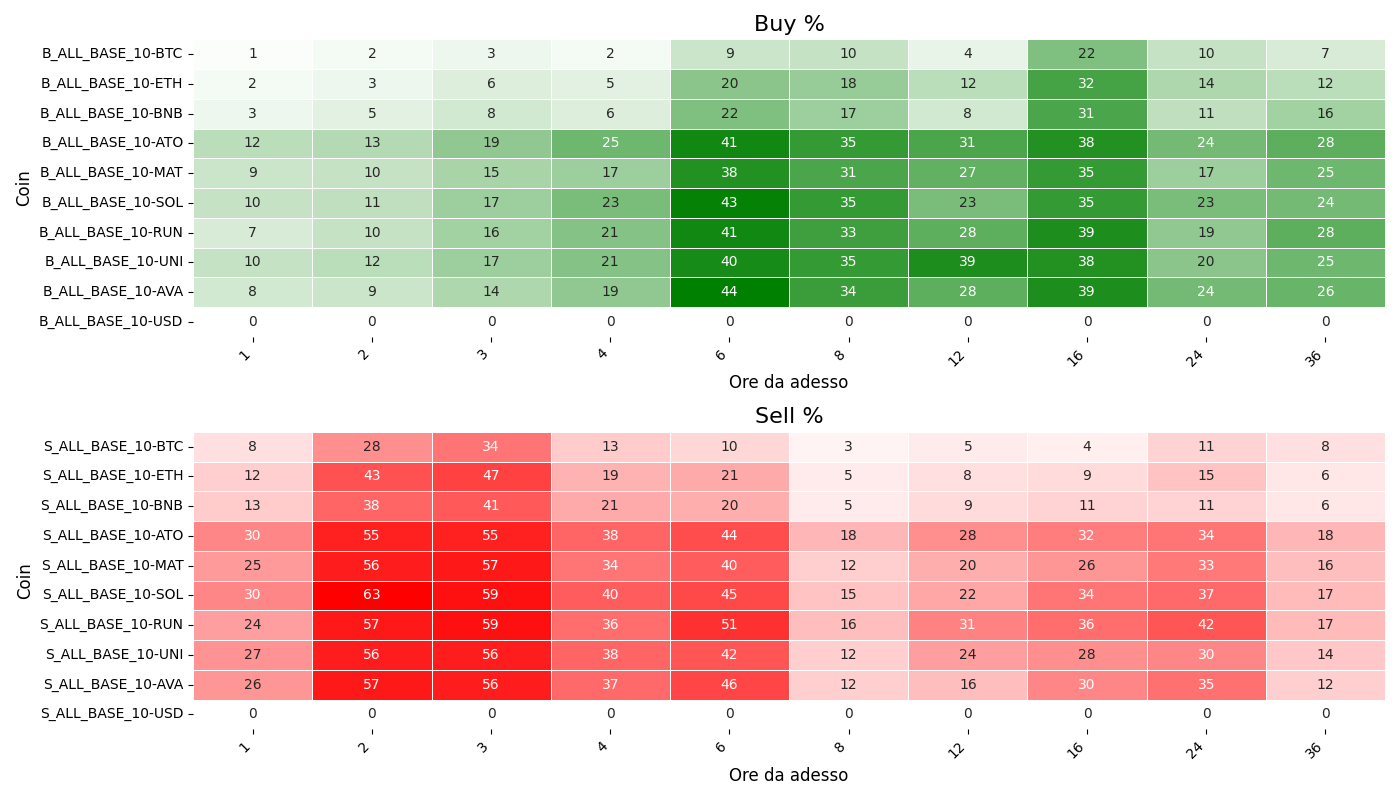 Buy %
Coin
B_ALL_BASE_10-BTC 1 2 3 2 9 10 4 22 10 7
B_ALL_BASE_10-ETH 2 3 6 5 20 18 12 32 14 12
B_ALL_BASE_10-BNB 3 5 8 6 22 17 8 31 11 16
B_ALL_BASE_10-ATO 12 13 19 25 41 35 31 38 24 28
B_ALL_BASE_10-MAT 9 10 15 17 38 31 27 35 17 25
B_ALL_BASE_10-SOL 10 11 17 23 43 35 23 35 23 24
B_ALL_BASE_10-RUN 7 10 16 21 41 33 28 39 19 28
B_ALL_BASE_10-UNI 10 12 17 21 40 35 39 38 20 25
B_ALL_BASE_10-AVA 8 9 14 19 44 34 28 39 24 26
B_ALL_BASE_10-USD 0 0 0 0 0 0 0 0 0 0
1 2 3 4 6 8 12 16 24 36
Ore da adesso
Sell %
Coin
S_ALL_BASE_10-BTC 8 28 34 13 10 3 5 4 11 8
S_ALL_BASE_10-ETH 12 43 47 19 21 5 8 9 15 6
S_ALL_BASE_10-BNB 13 38 41 21 20 5 9 11 11 6
S_ALL_BASE_10-ATO 30 55 55 38 44 18 28 32 34 18
S_ALL_BASE_10-MAT 25 56 57 34 40 12 20 26 33 16
S_ALL_BASE_10-SOL 30 63 59 40 45 15 22 34 37 17
S_ALL_BASE_10-RUN 24 57 59 36 51 16 31 36 42 17
S_ALL_BASE_10-UNI 27 56 56 38 42 12 24 28 30 14
S_ALL_BASE_10-AVA 26 57 56 37 46 12 16 30 35 12
S_ALL_BASE_10-USD 0 0 0 0 0 0 0 0 0 0
1 2 3 4 6 8 12 16 24 36
Ore da adesso